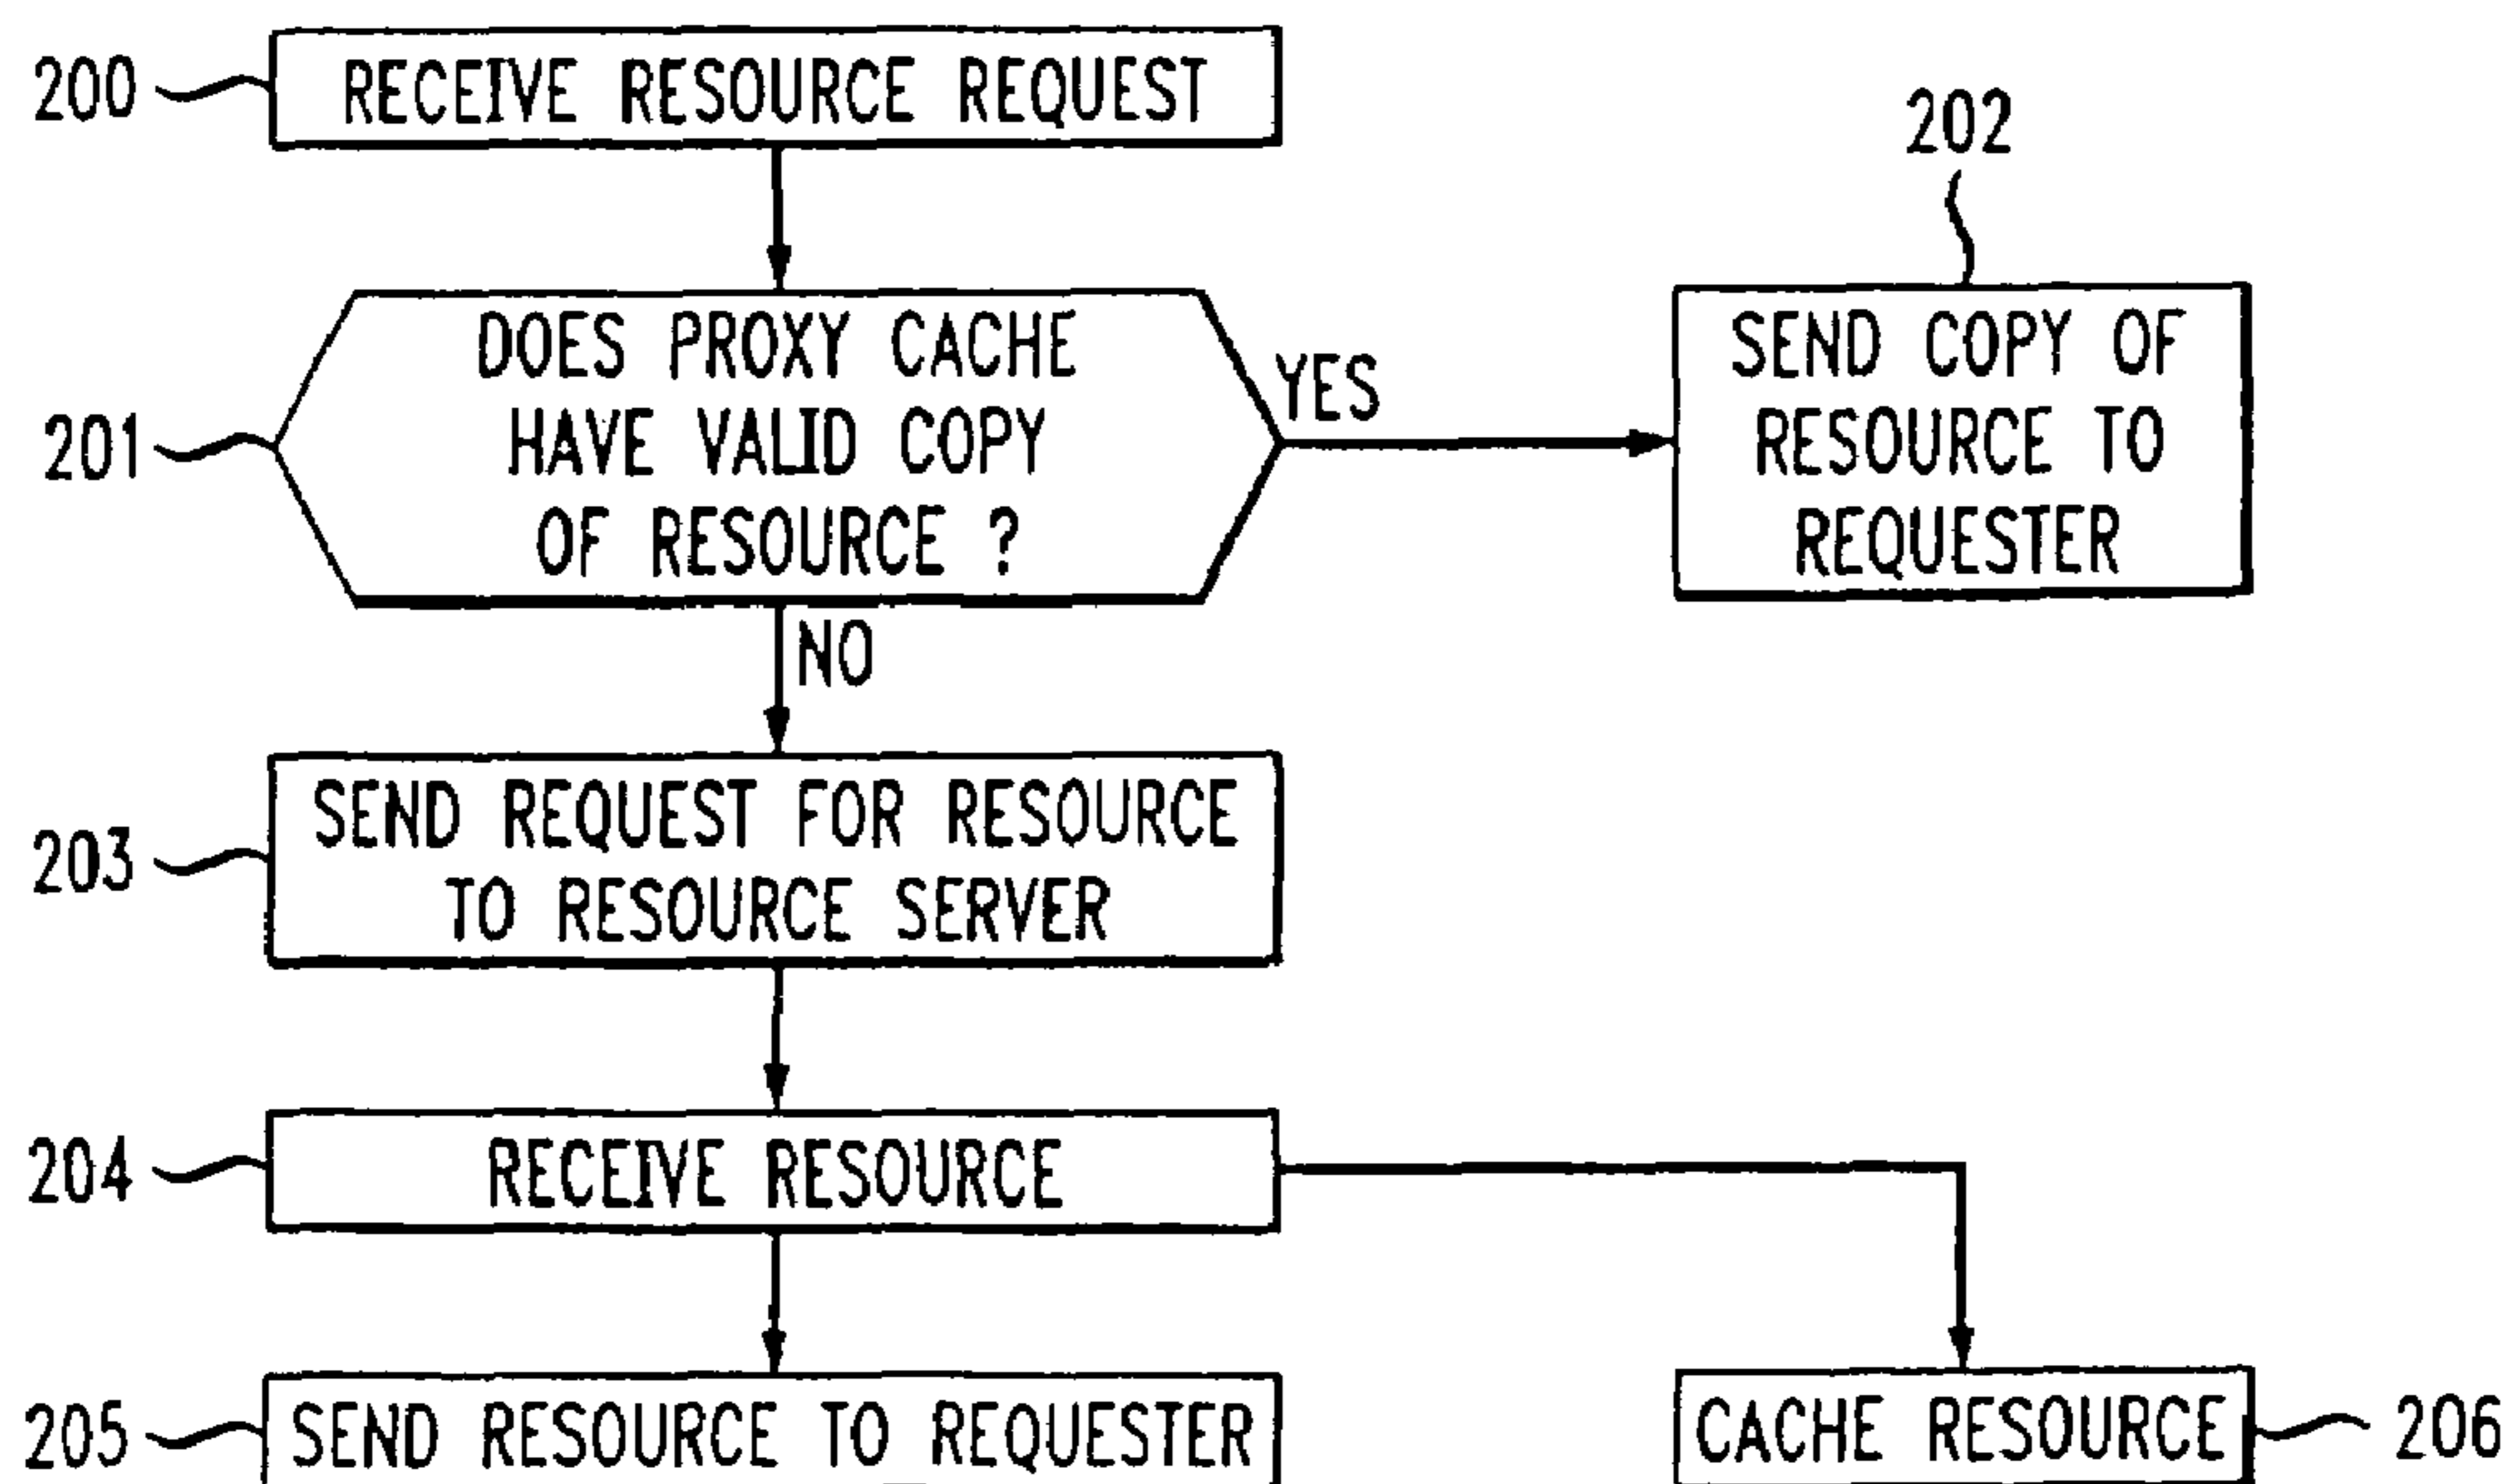 200
RECEIVE RESOURCE REQUEST
202
201
DOES PROXY CACHE
HAVE VALID COPY
OF RESOURCE ?
YES
SEND COPY OF
RESOURCE TO
REQUESTER
NO
203
SEND REQUEST FOR RESOURCE
TO RESOURCE SERVER
204
RECEIVE RESOURCE
205
SEND RESOURCE TO REQUESTER
CACHE RESOURCE
206